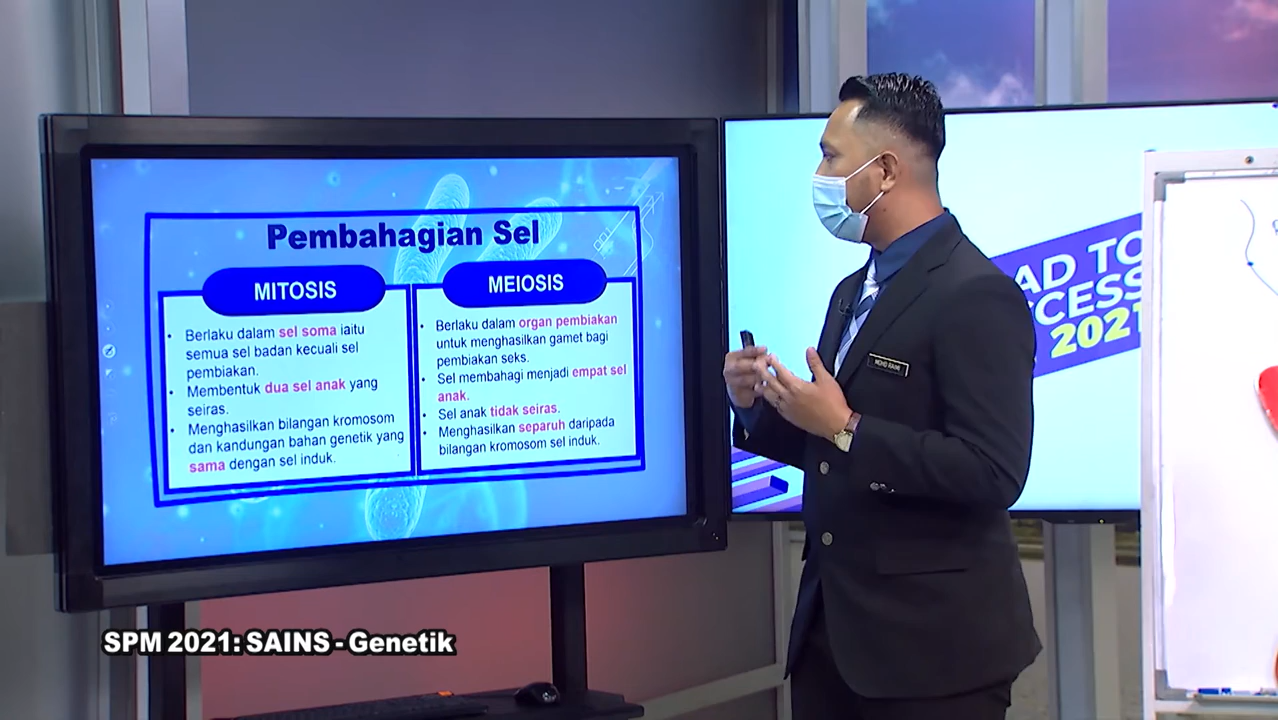 Pembahagian Sel
MITOSIS
• Berlaku dalam sel soma iaitu
semua sel badan kecuali sel
pembiakan.
• Membentuk dua sel anak yang
seiras.
• Menghasilkan bilangan kromosom
dan kandungan bahan genetik yang
sama dengan sel induk.
MEIOSIS
• Berlaku dalam organ pembiakan
untuk menghasilkan gamet bagi
pembiakan seks.
• Sel membahagi menjadi empat sel
anak.
• Sel anak tidak seiras.
• Menghasilkan separuh daripada
bilangan kromosom sel induk.
AD TO
CCESS
2021
SPM 2021: SAINS - Genetik